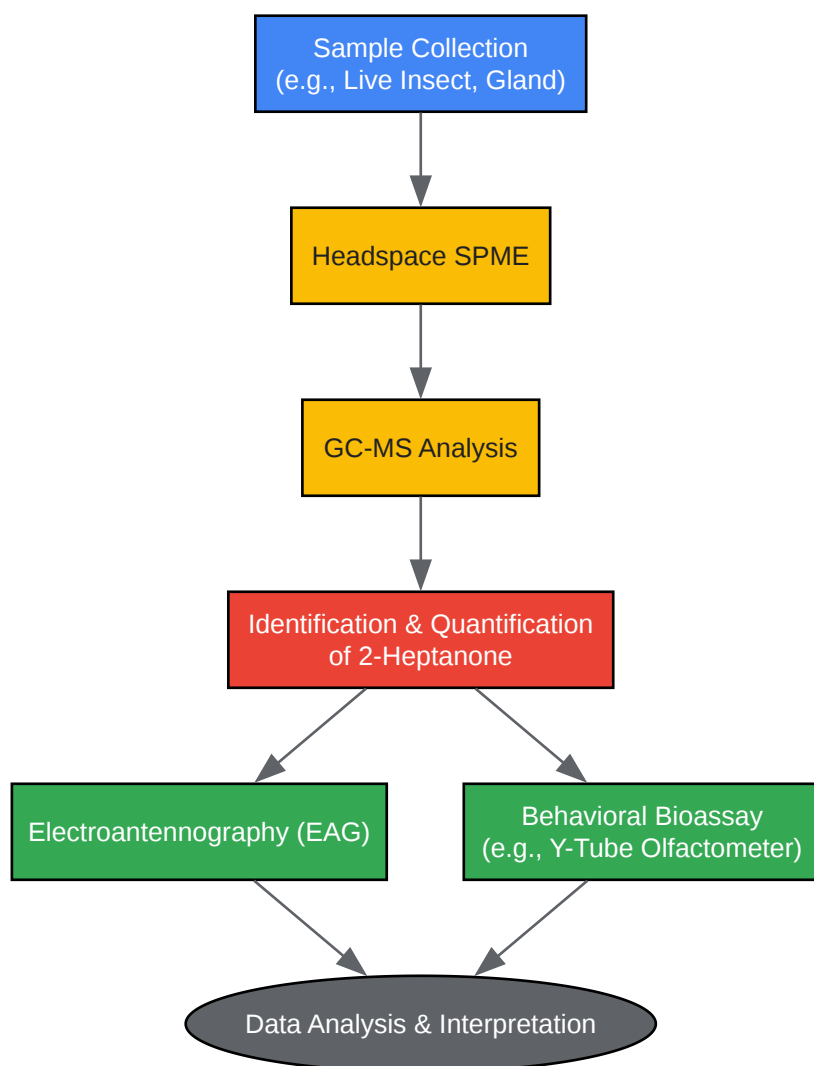 Sample Collection
(e.g., Live Insect, Gland)
Headspace SPME
GC-MS Analysis
Identification & Quantification
of 2-Heptanone
Electroantennography (EAG)
Behavioral Bioassay
(e.g., Y-Tube Olfactometer)
Data Analysis & Interpretation